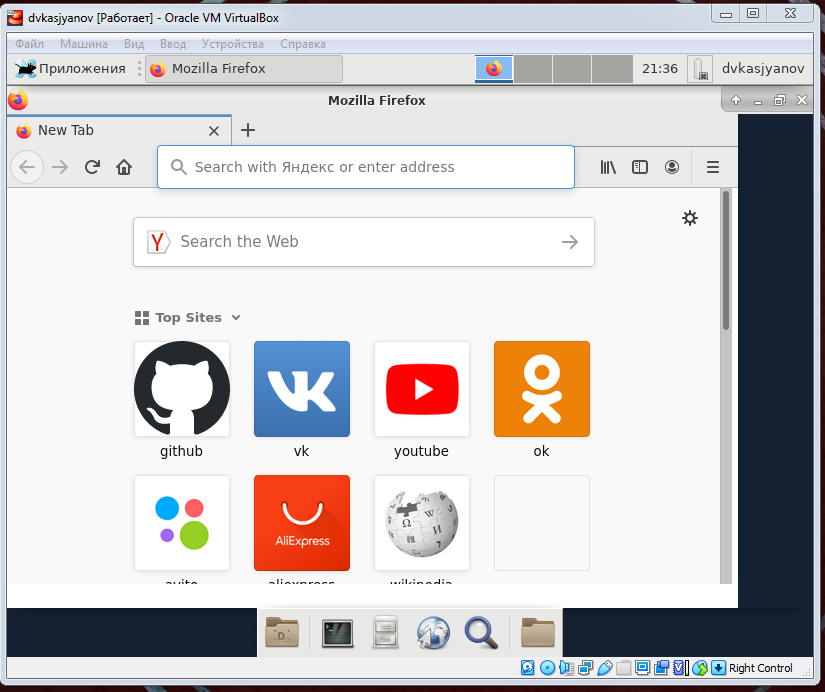 dvkasjyanov [Работает] - Oracle VM VirtualBox
Файл Машина Вид Ввод Устройства Справка
Приложения Mozilla Firefox 21:36 dvkasjyanov
Mozilla Firefox
New Tab
Search with Яндекс or enter address
Y Search the Web
Top Sites
github vk youtube ok
AliExpress
avito aliexpress wikipedia
Right Control